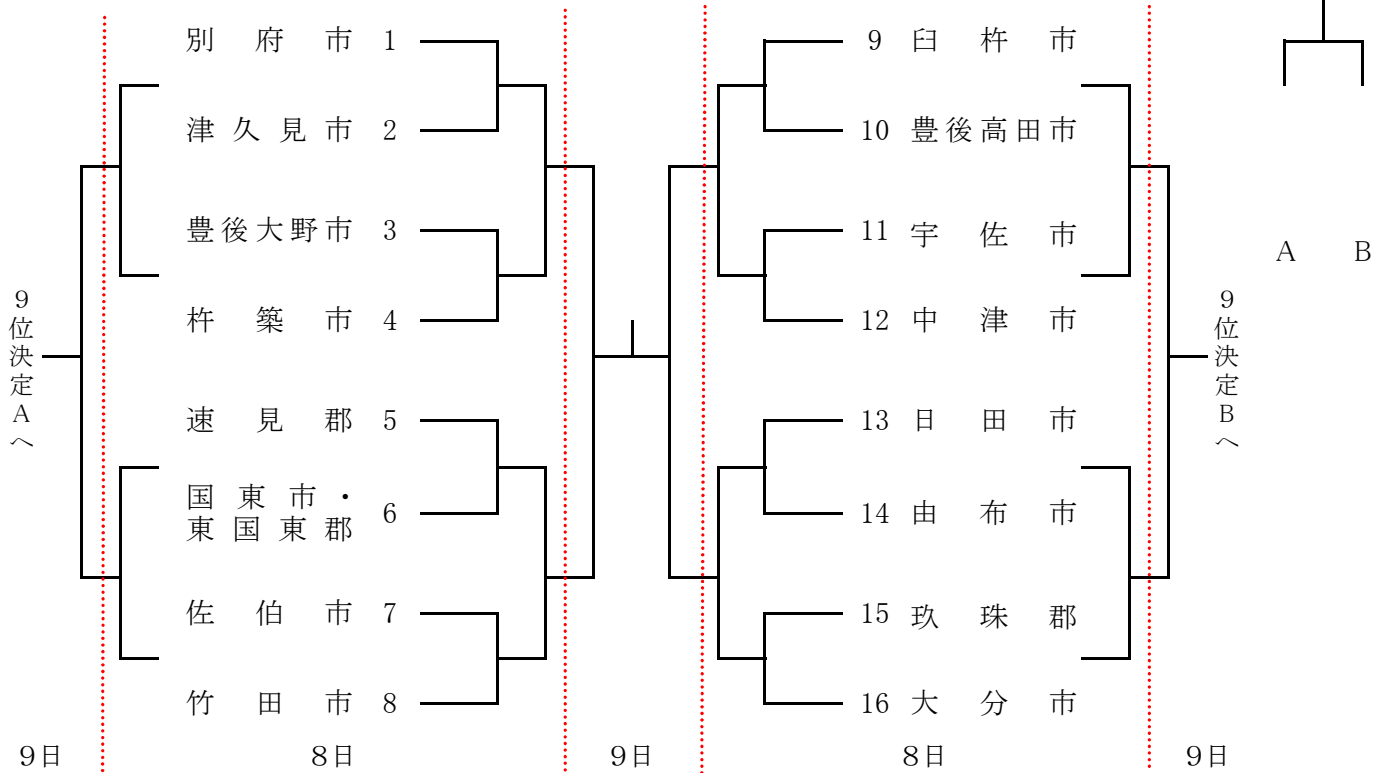 別府市 1
津久見市 2
豊後大野市 3
杵築市 4
速見郡 5
国東市・
東国東郡 6
佐伯市 7
竹田市 8
9 臼杵市
10 豊後高田市
11 宇佐市
12 中津市
13 日田市
14 由布市
15 玖珠郡
16 大分市
9位決定Aへ
9位決定Bへ
A B
9日 8日 9日 8日 9日